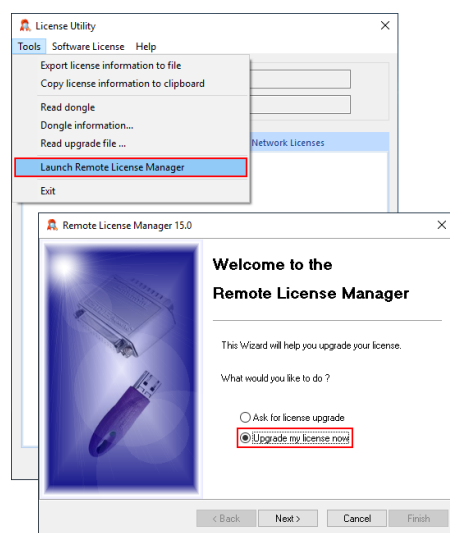 License Utility
Tools Software License Help
Export license information to file
Copy license information to clipboard
Read dongle
Dongle information...
Read upgrade file ...
Network Licenses
Launch Remote License Manager
Exit
Remote License Manager 15.0
Welcome to the
Remote License Manager
This Wizard will help you upgrade your license.
What would you like to do ?
Ask for license upgrade
Upgrade my license now
< Back Next > Cancel Finish